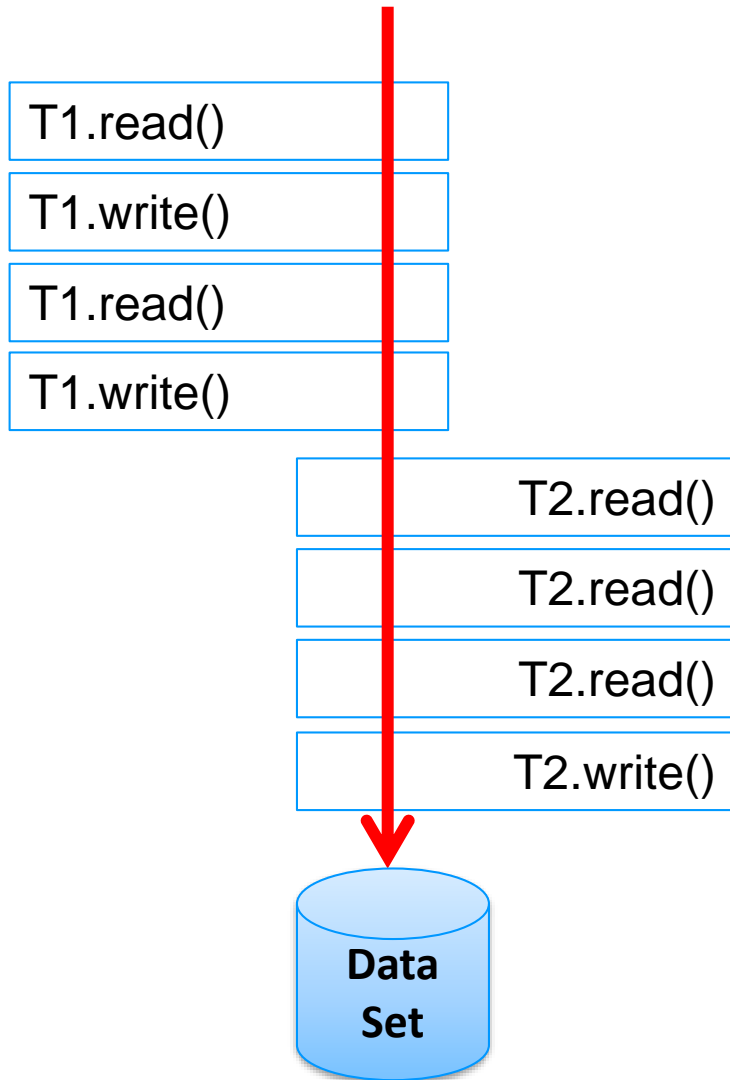 T1.read()
T1.write()
T1.read()
T1.write()
T2.read()
T2.read()
T2.read()
T2.write()
Data
Set